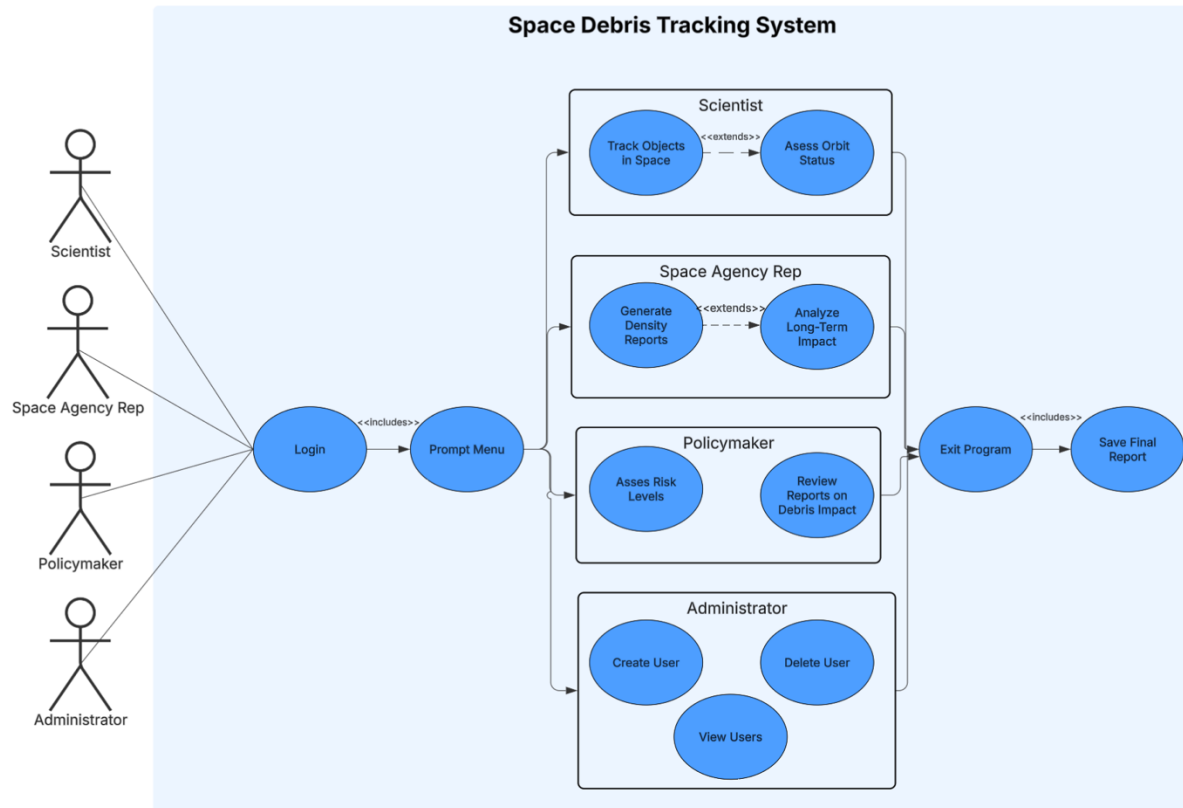 Space Debris Tracking System
Scientist
Track Objects
in Space
<<extends>>
Asess Orbit
Status
Scientist
Space Agency Rep
Generate
Density
Reports
<<extends>>
Analyze
Long-Term
Impact
Space Agency Rep
Login
<<includes>>
Prompt Menu
Policymaker
Asses Risk
Levels
Review
Reports on
Debris Impact
Exit Program
<<includes>>
Save Final
Report
Policymaker
Administrator
Create User
Delete User
View Users
Administrator